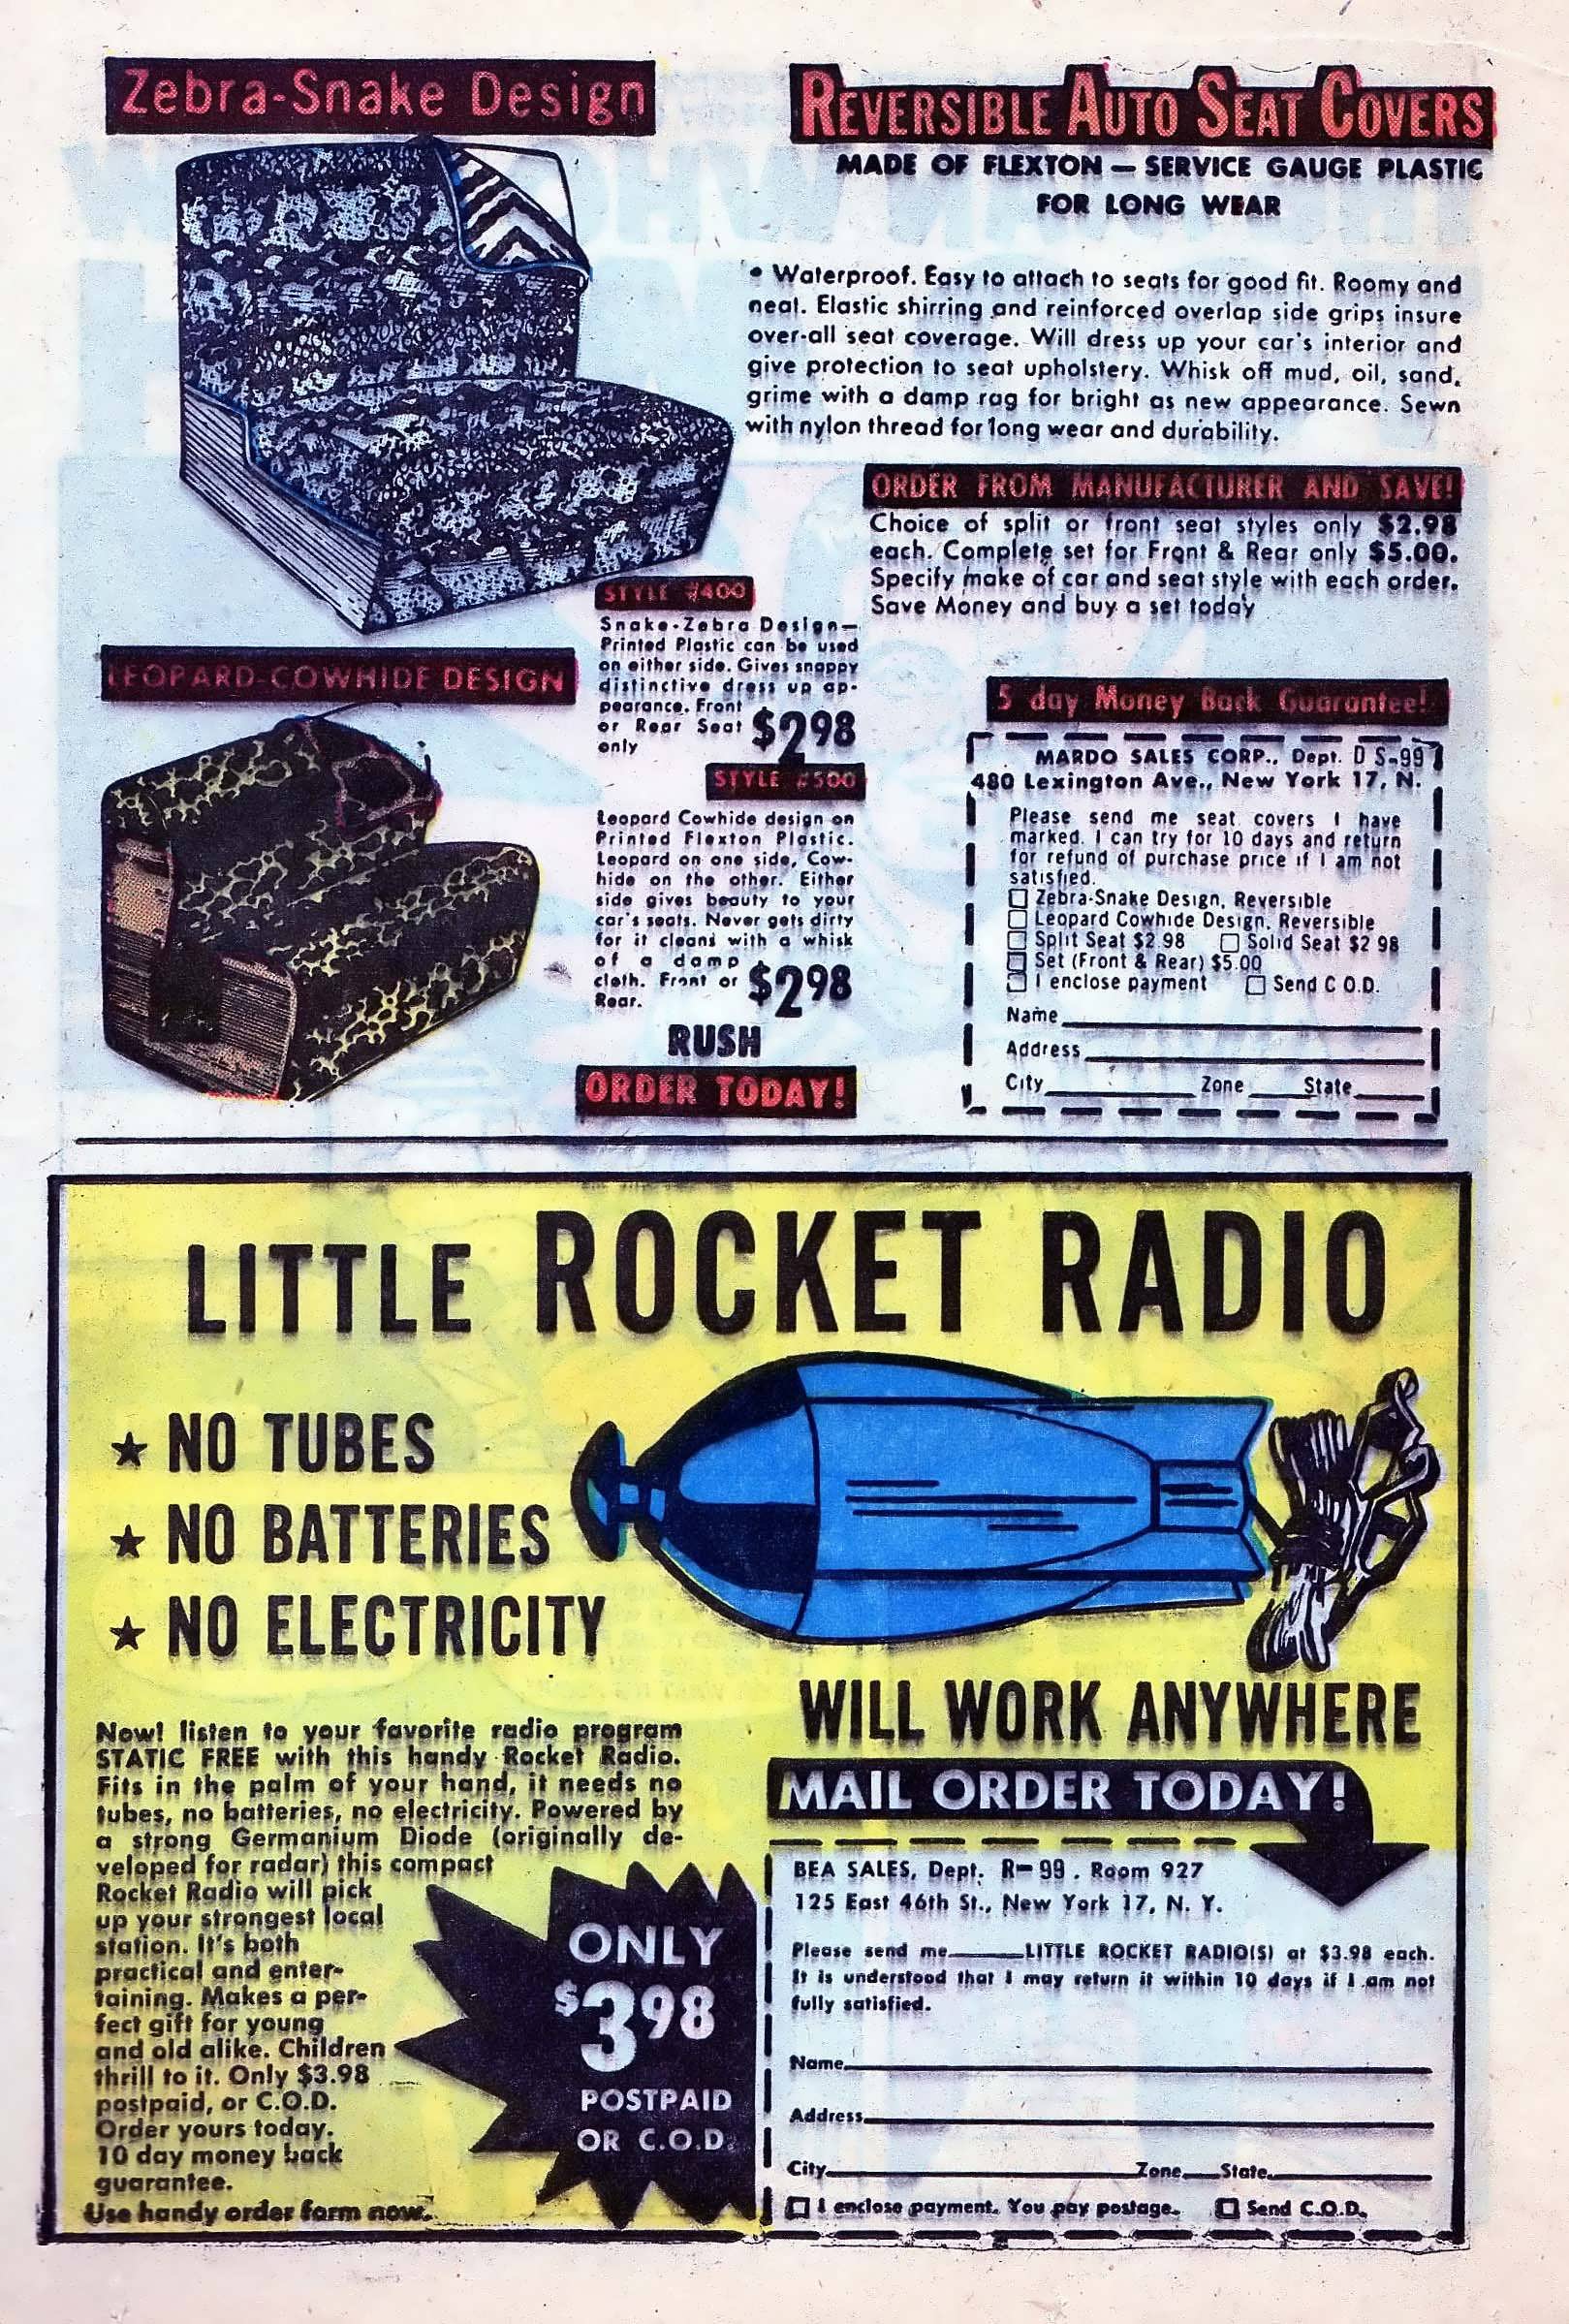 Zebra-Snake Design
REVERSIBLE AUTO SEAT COVERS
MADE OF FLEXTON — SERVICE GAUGE PLASTIC
FOR LONG WEAR
• Waterproof. Easy to attach to seats for good fit. Roomy and
neat. Elastic shirring and reinforced overlap side grips insure
over-all seat coverage. Will dress up your car's interior and
give protection to seat upholstery. Whisk off mud, oil, sand,
grime with a damp rag for bright as new appearance. Sewn
with nylon thread for long wear and durability.
ORDER FROM MANUFACTURER AND SAVE!
Choice of split or front seat styles only $2.98
each. Complete set for Front & Rear only $5.00.
Specify make of car and seat style with each order.
Save Money and buy a set today
STYLE #400
Snake-Zebra Design—
Printed Plastic can be used
on either side. Gives snappy
distinctive dress up ap-
pearance. Front
or Rear Seat
only
$2.98
LEOPARD-COWHIDE DESIGN
STYLE #500
Leopard Cowhide design on
Printed Flexton Plastic.
Leopard on one side, Cow-
hide on the other. Either
side gives beauty to your
car's seats. Never gets dirty
for it cleans with a whisk
of a damp
cloth. Front or
Rear.
$2.98
RUSH
ORDER TODAY!
5 day Money Back Guarantee!
MARDO SALES CORP., Dept. D S-99
480 Lexington Ave., New York 17, N.
Please send me seat covers I have
marked. I can try for 10 days and return
for refund of purchase price if I am not
satisfied.
☐ Zebra-Snake Design, Reversible
☐ Leopard Cowhide Design, Reversible
☐ Split Seat $2.98 ☐ Solid Seat $2 98
☐ Set (Front & Rear) $5.00
☐ I enclose payment ☐ Send C O.D.
Name
Address
City Zone State
LITTLE ROCKET RADIO
★ NO TUBES
★ NO BATTERIES
★ NO ELECTRICITY
WILL WORK ANYWHERE
Now! listen to your favorite radio program
STATIC FREE with this handy Rocket Radio.
Fits in the palm of your hand, it needs no
tubes, no batteries, no electricity. Powered by
a strong Germanium Diode (originally de-
veloped for radar) this compact
Rocket Radio will pick
up your strongest local
station. It's both
practical and enter-
taining. Makes a per-
fect gift for young
and old alike. Children
thrill to it. Only $3.98
postpaid, or C.O.D.
Order yours today.
10 day money back
guarantee.
Use handy order form now.
ONLY
$3.98
POSTPAID
OR C.O.D.
MAIL ORDER TODAY!
BEA SALES, Dept. R-99. Room 927
125 East 46th St., New York 17, N. Y.
Please send me LITTLE ROCKET RADIO(S) at $3.98 each.
It is understood that I may return it within 10 days if I am not
fully satisfied.
Name
Address
City Zone State
☐ I enclose payment. You pay postage. ☐ Send C.O.D.